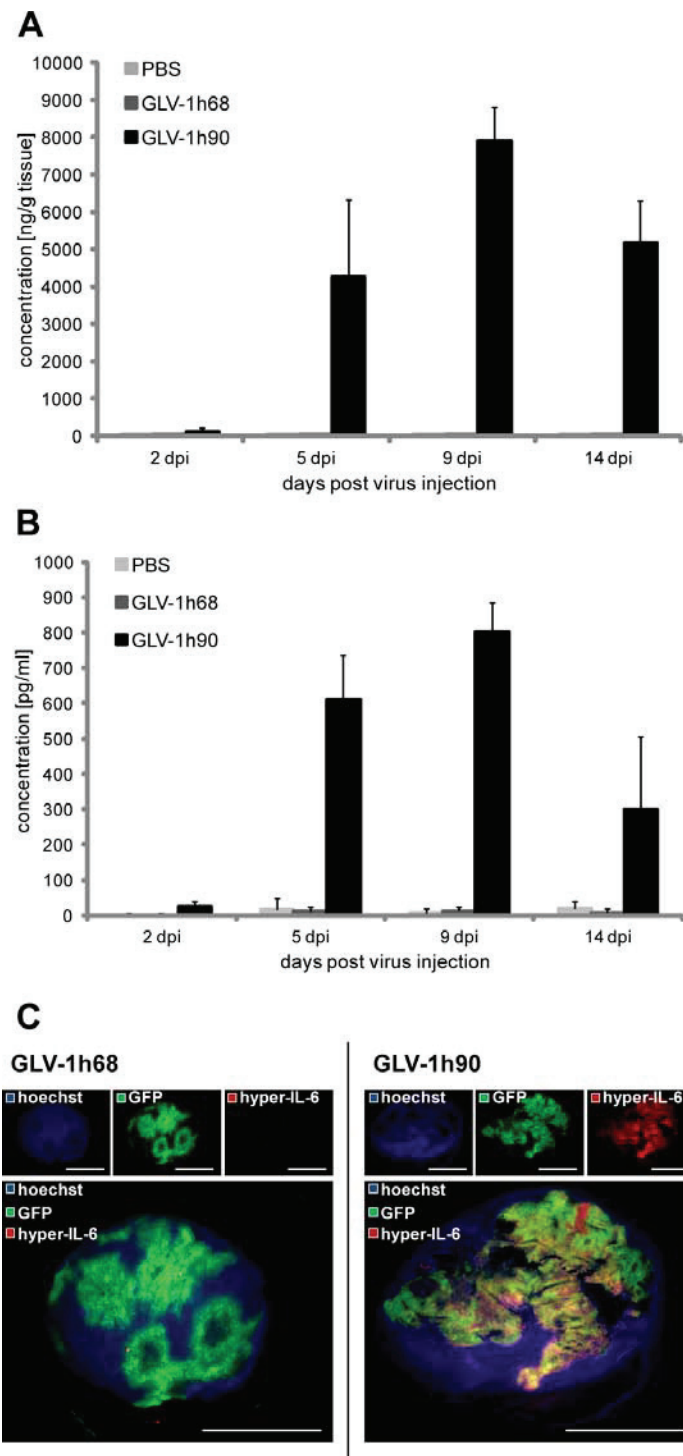 A
10000
9000
8000
7000
6000
5000
4000
3000
2000
1000
0
concentration [ng/g tissue]
PBS
GLV-1h68
GLV-1h90
2 dpi 5 dpi 9 dpi 14 dpi
days post virus injection
B
1000
900
800
700
600
500
400
300
200
100
0
concentration [pg/ml]
PBS
GLV-1h68
GLV-1h90
2 dpi 5 dpi 9 dpi 14 dpi
days post virus injection
C
GLV-1h68
hoechst GFP hyper-IL-6
hoechst
GFP
hyper-IL-6
GLV-1h90
hoechst GFP hyper-IL-6
hoechst
GFP
hyper-IL-6